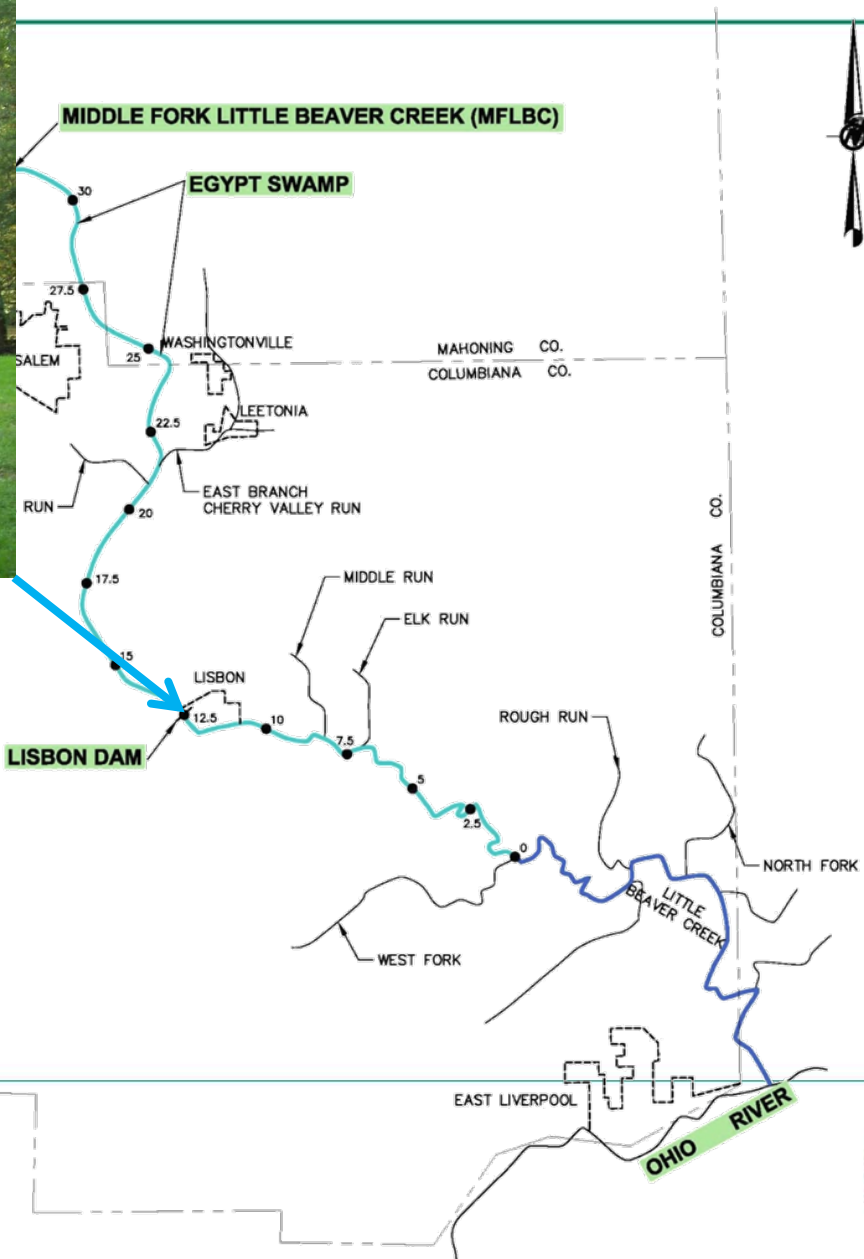 MIDDLE FORK LITTLE BEAVER CREEK (MFLBC)
EGYPT SWAMP
30
27.5
SALEM
25
WASHINGTONVILLE
MAHONING CO.
COLUMBIANA CO.
22.5
LEETONIA
RUN
EAST BRANCH
CHERRY VALLEY RUN
20
COLUMBIANA CO.
17.5
MIDDLE RUN
ELK RUN
15
LISBON
12.5
10
ROUGH RUN
LISBON DAM
7.5
5
2.5
0
NORTH FORK
LITTLE
BEAVER CREEK
WEST FORK
EAST LIVERPOOL
OHIO RIVER